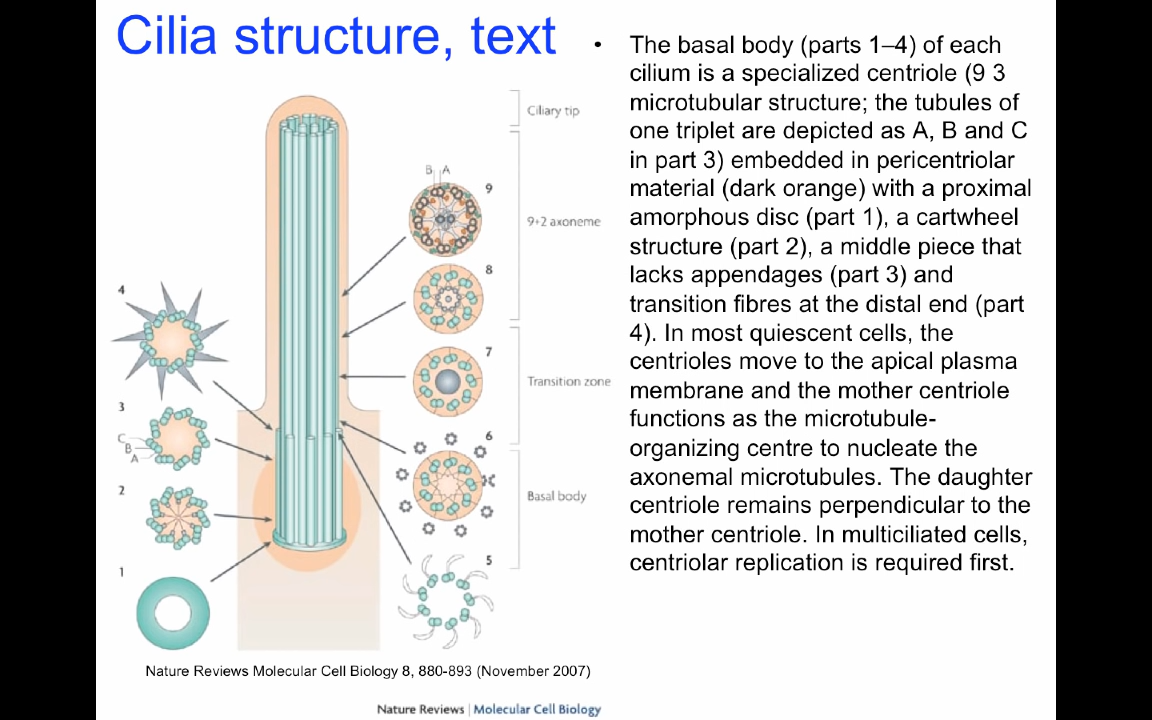 Cilia structure, text
• The basal body (parts 1–4) of each
cilium is a specialized centriole (9 3
microtubular structure; the tubules of
one triplet are depicted as A, B and C
in part 3) embedded in pericentriolar
material (dark orange) with a proximal
amorphous disc (part 1), a cartwheel
structure (part 2), a middle piece that
lacks appendages (part 3) and
transition fibres at the distal end (part
4). In most quiescent cells, the
centrioles move to the apical plasma
membrane and the mother centriole
functions as the microtubule-
organizing centre to nucleate the
axonemal microtubules. The daughter
centriole remains perpendicular to the
mother centriole. In multiciliated cells,
centriolar replication is required first.
Ciliary tip
B A
9
9+2 axoneme
8
4
7
Transition zone
3
C
B
A
6
2
Basal body
5
1
Nature Reviews Molecular Cell Biology 8, 880-893 (November 2007)
Nature Reviews | Molecular Cell Biology